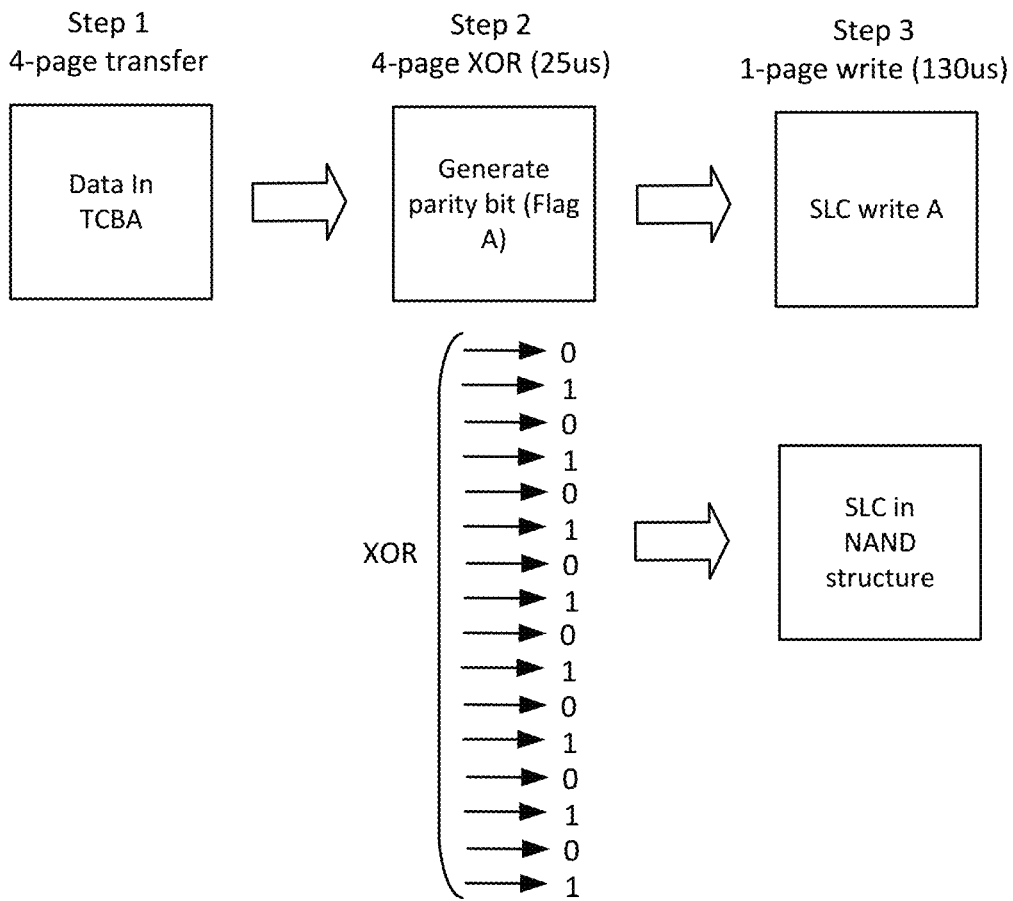 Step 1
4-page transfer
Step 2
4-page XOR (25us)
Step 3
1-page write (130us)
Data In
TCBA
Generate
parity bit (Flag
A)
SLC write A
XOR
0
1
0
1
0
1
0
1
0
1
0
1
0
1
0
1
SLC in
NAND
structure